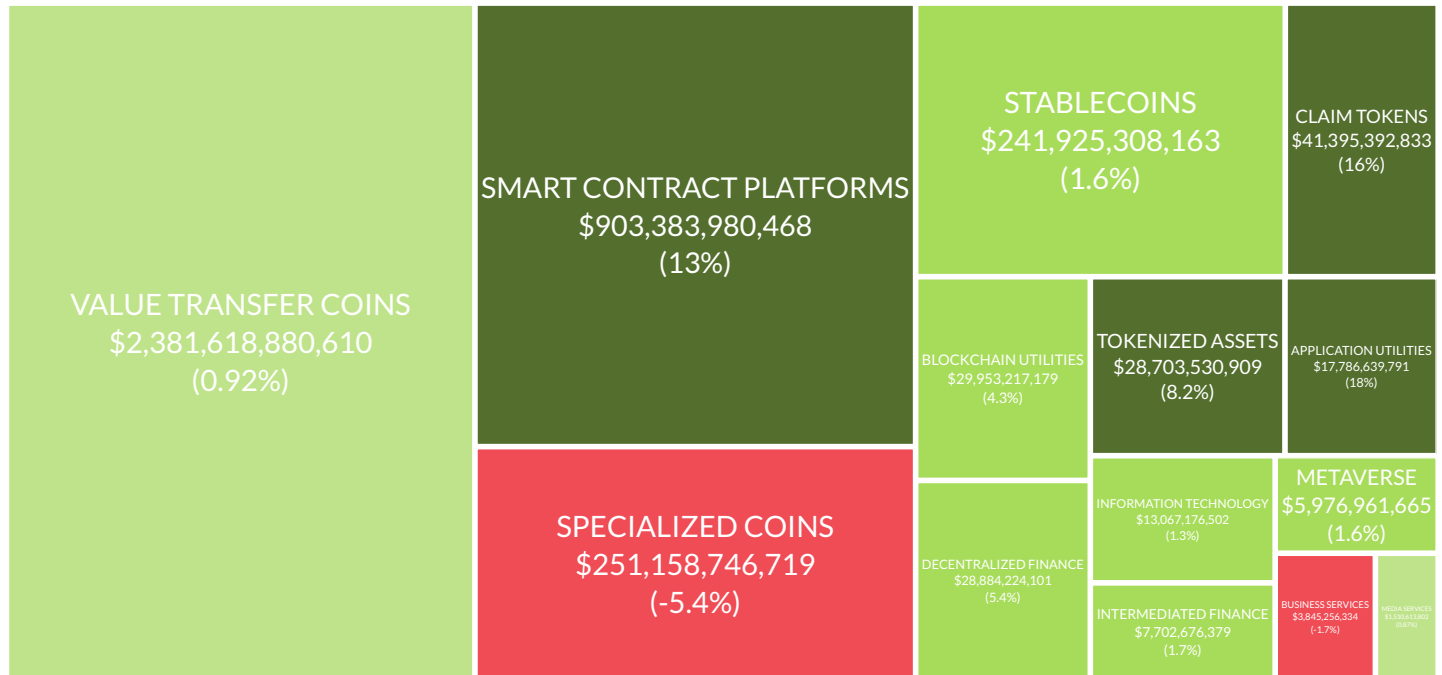 VALUE TRANSFER COINS
$2,381,618,880,610
(0.92%)
SMART CONTRACT PLATFORMS
$903,383,980,468
(13%)
SPECIALIZED COINS
$251,158,746,719
(-5.4%)
STABLECOINS
$241,925,308,163
(1.6%)
CLAIM TOKENS
$41,395,392,833
(16%)
BLOCKCHAIN UTILITIES
$29,953,217,179
(4.3%)
TOKENIZED ASSETS
$28,703,530,909
(8.2%)
APPLICATION UTILITIES
$17,786,639,791
(18%)
DECENTRALIZED FINANCE
$28,884,224,101
(5.4%)
INFORMATION TECHNOLOGY
$13,067,176,502
(1.3%)
METAVERSE
$5,976,961,665
(1.6%)
INTERMEDIATED FINANCE
$7,702,676,379
(1.7%)
BUSINESS SERVICES
$3,845,256,334
(-1.7%)
MEDIA SERVICES
(0.87%)